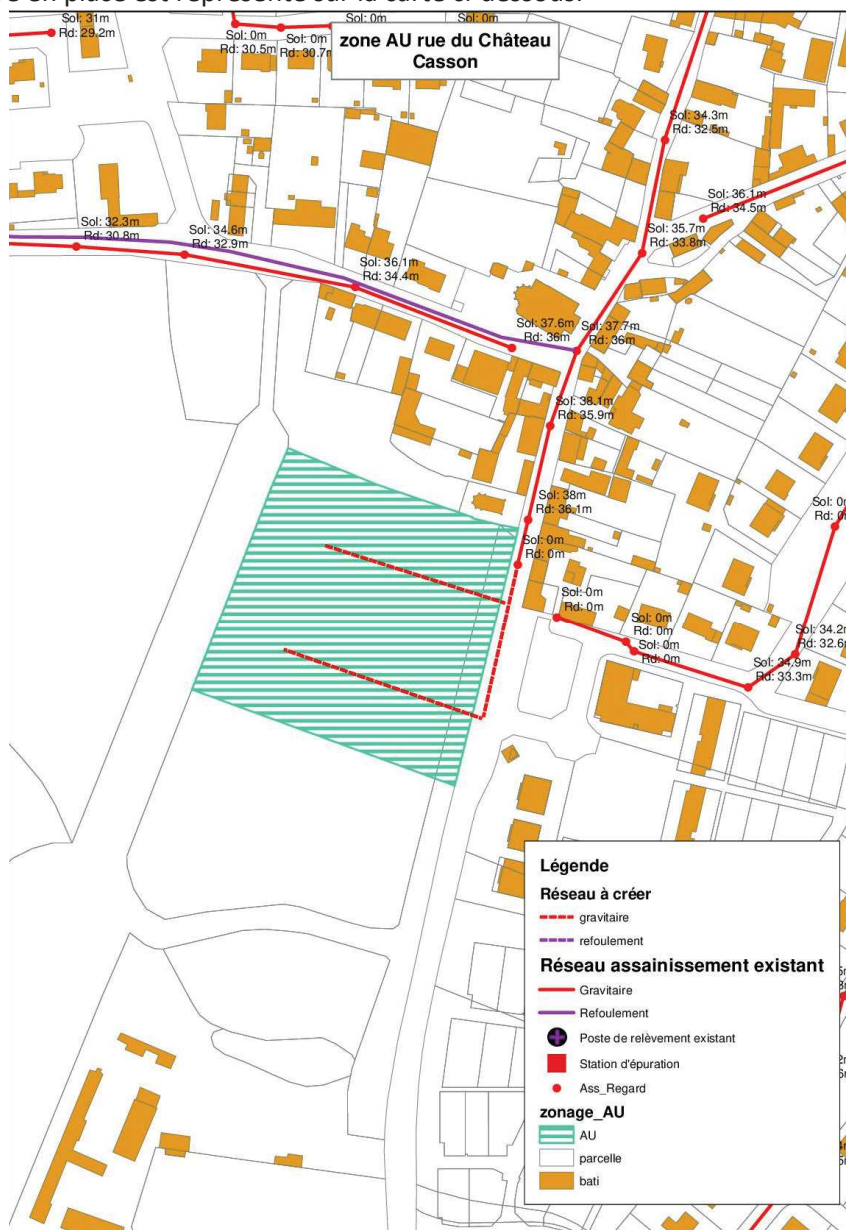 zone AU rue du Château
Casson
Sol: 31m
Rd: 29.2m
Sol: 0m
Rd: 30.5m
Sol: 0m
Rd: 30.7m
Sol: 34.3m
Rd: 32.5m
Sol: 36.1m
Rd: 34.5m
Sol: 35.7m
Rd: 33.8m
Sol: 32.3m
Rd: 30.8m
Sol: 34.6m
Rd: 32.9m
Sol: 36.1m
Rd: 34.4m
Sol: 37.6m
Rd: 36m
Sol: 37.7m
Rd: 36m
Sol: 38.1m
Rd: 35.9m
Sol: 38m
Rd: 36.1m
Sol: 0m
Rd: 0m
Sol: 0m
Rd: 0m
Sol: 0m
Rd: 0m
Sol: 0m
Rd: 0m
Sol: 34.2m
Rd: 32.6m
Sol: 34.9m
Rd: 33.3m
Légende
Réseau à créer
gravitaire
refoulement
Réseau assainissement existant
Gravitaire
Refoulement
Poste de relèvement existant
Station d'épuration
Ass_Regard
zonage_AU
AU
parcelle
bati